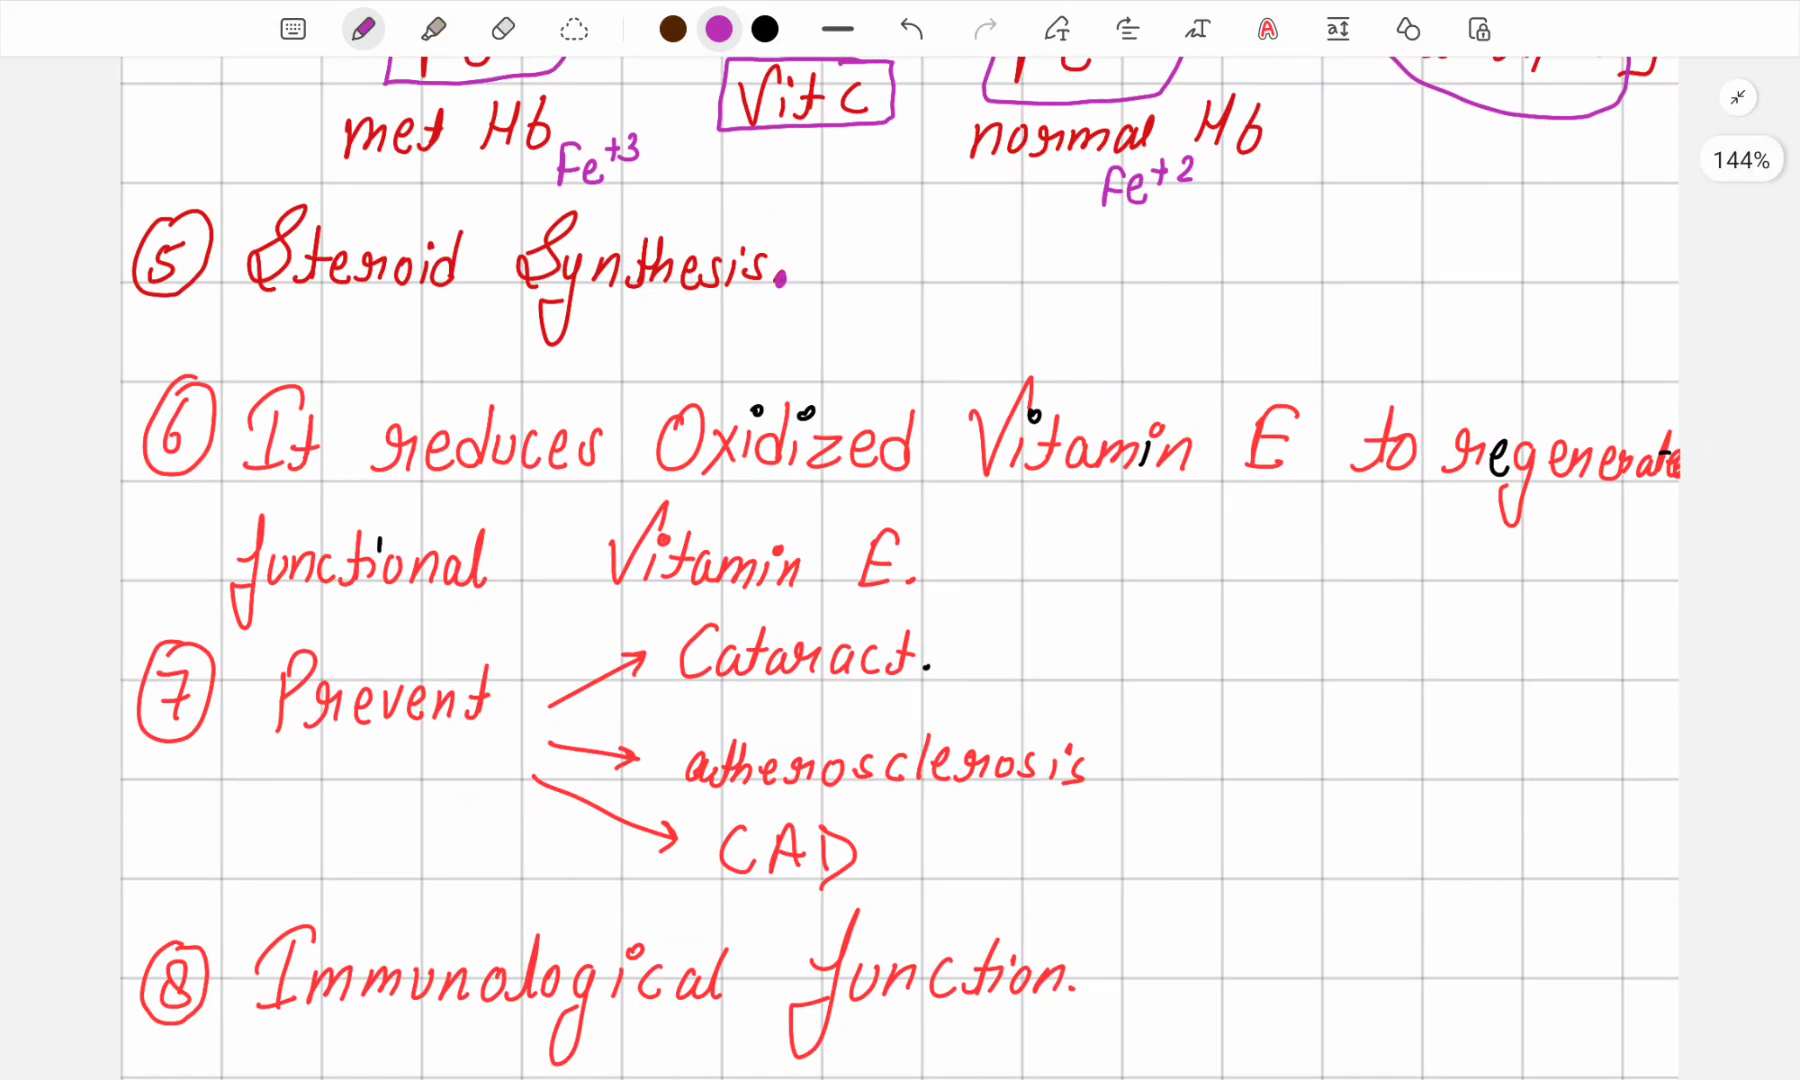 144%
Vit C
met Hb
Fe+3
normal Hb
Fe+2
5 Steroid Synthesis.
6 It reduces Oxidized Vitamin E to regenerate
functional Vitamin E.
7 Prevent
Cataract.
atherosclerosis
CAD
8 Immunological function.